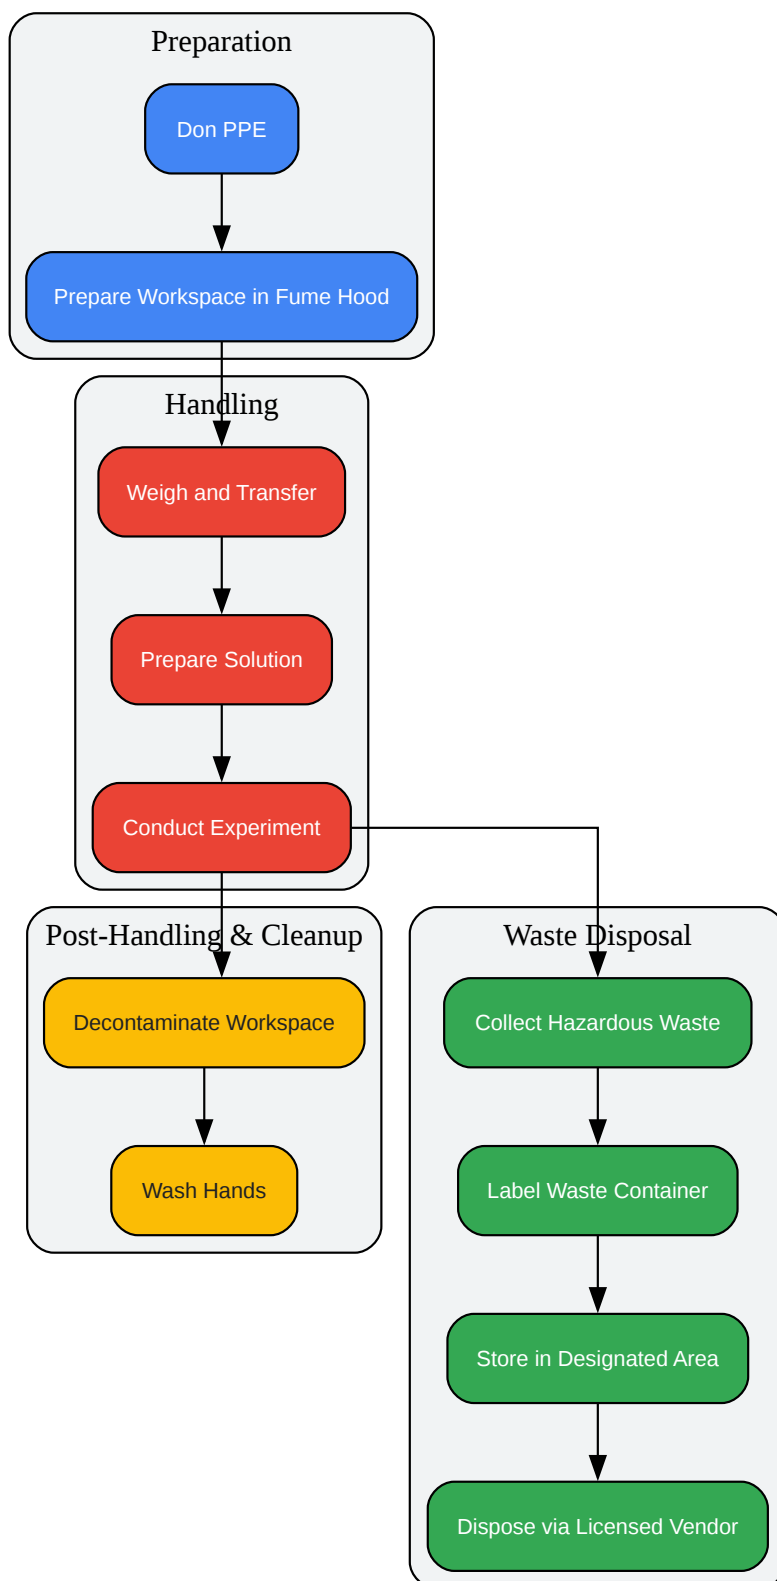 Preparation
Don PPE
Prepare Workspace in Fume Hood
Handling
Weigh and Transfer
Prepare Solution
Conduct Experiment
Post-Handling & Cleanup
Decontaminate Workspace
Wash Hands
Waste Disposal
Collect Hazardous Waste
Label Waste Container
Store in Designated Area
Dispose via Licensed Vendor